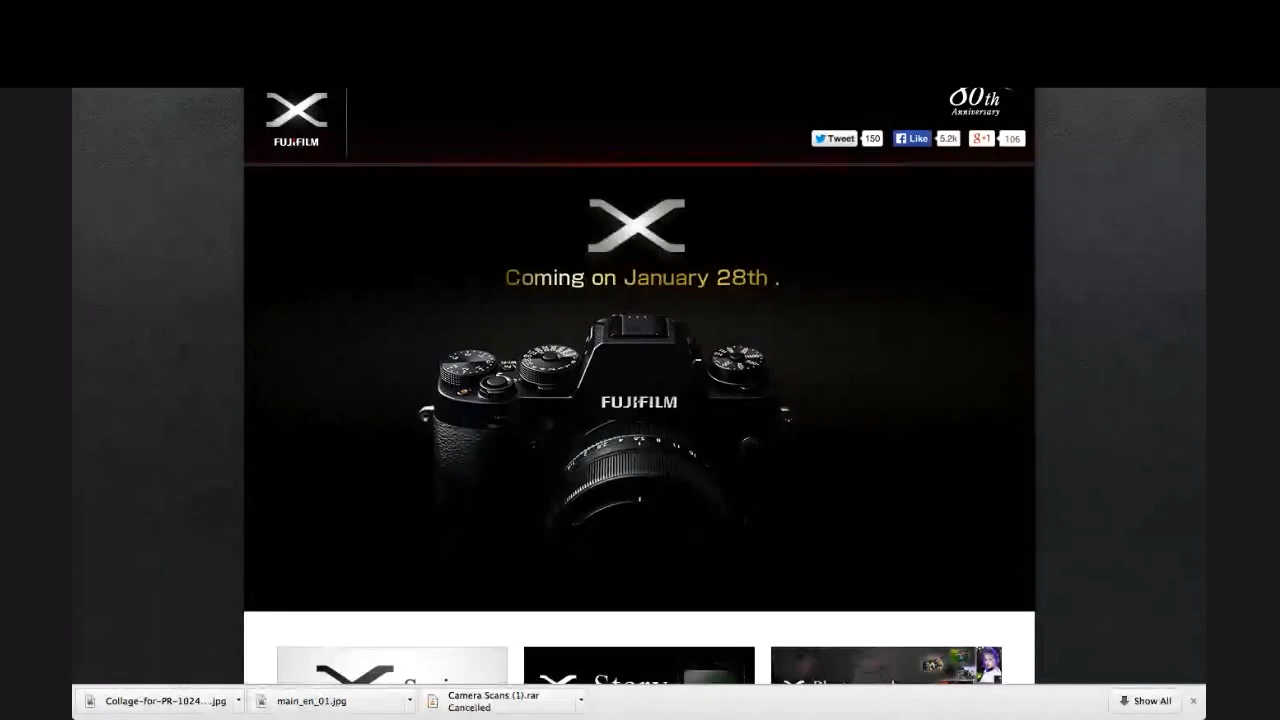 80th
Anniversary
FUJIFILM
Tweet 150 Like 5.2k +1 106
Coming on January 28th .
FUJIFILM
Story
Collage-for-PR-1024....jpg
main_en_01.jpg
Camera Scans (1).rar
Cancelled
Show All